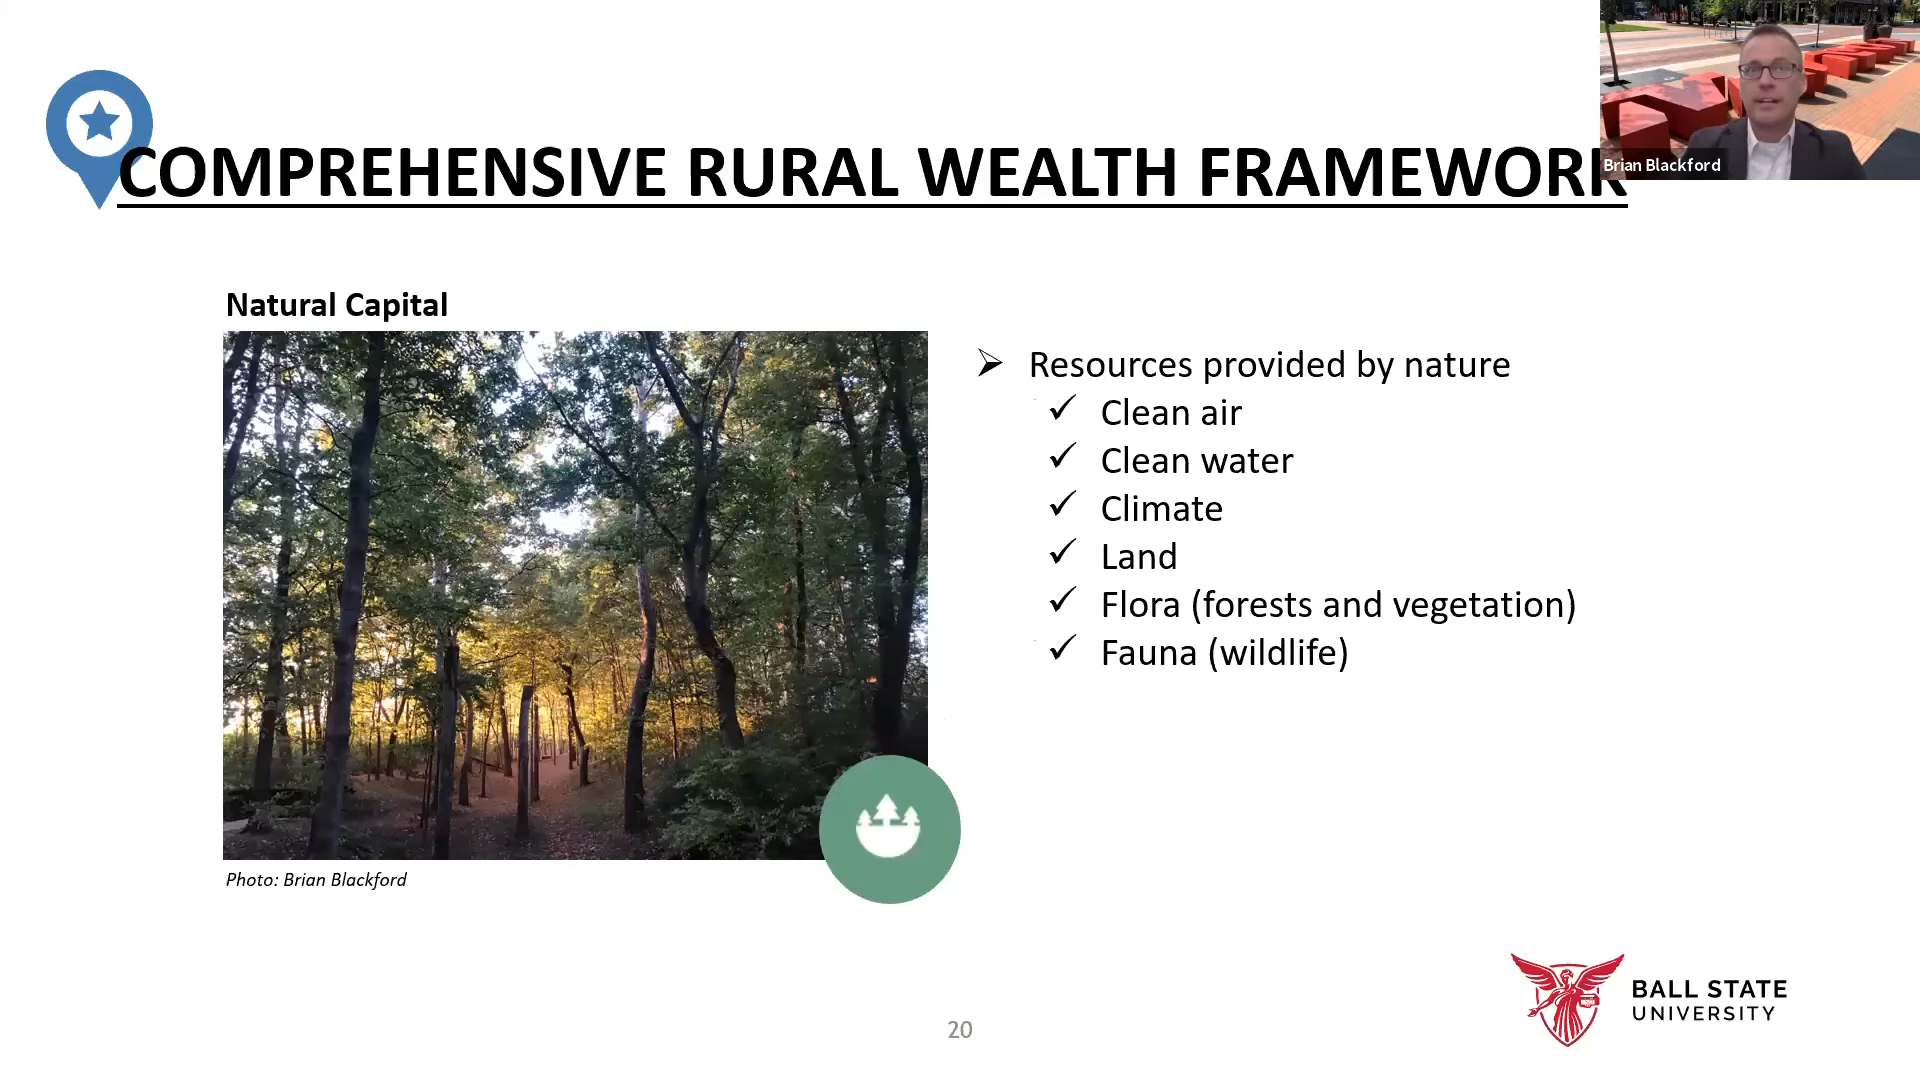 COMPREHENSIVE RURAL WEALTH FRAMEWORK
Brian Blackford
Natural Capital
Resources provided by nature
Clean air
Clean water
Climate
Land
Flora (forests and vegetation)
Fauna (wildlife)
Photo: Brian Blackford
BALL STATE
UNIVERSITY
20